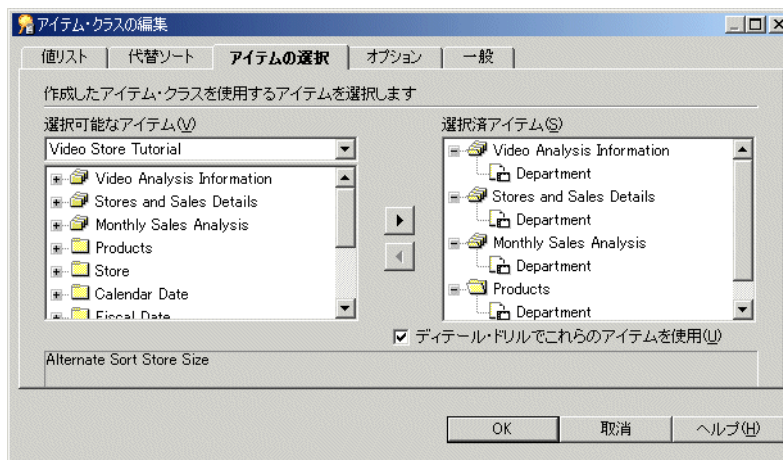 アイテム・クラスの編集
値リスト
代替ソート
アイテムの選択
オプション
一般
作成したアイテム・クラスを使用するアイテムを選択します
選択可能なアイテム(V)
Video Store Tutorial
Video Analysis Information
Stores and Sales Details
Monthly Sales Analysis
Products
Store
Calendar Date
Fiscal Date
選択済アイテム(S)
Video Analysis Information
Department
Stores and Sales Details
Department
Monthly Sales Analysis
Department
Products
Department
ディテール・ドリルでこれらのアイテムを使用(U)
Alternate Sort Store Size
OK
取消
ヘルプ(H)